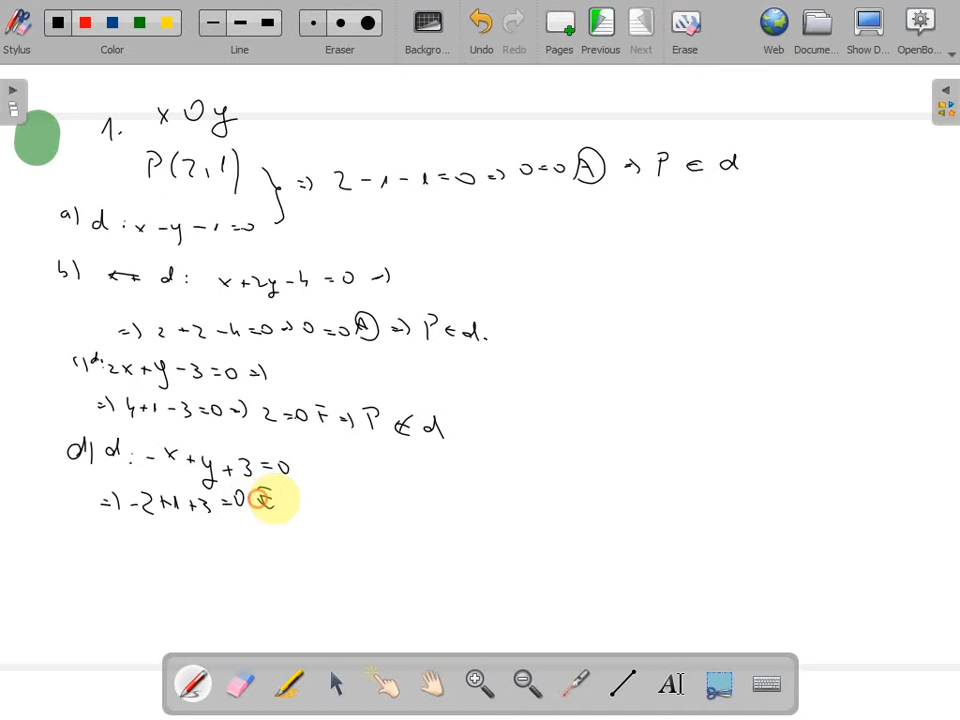 Stylus Color Line Eraser Backgro... Undo Redo Pages Previous Next Erase Web Docume... Show D... OpenBo...
1. x O y
P(2,1) } => 2 - 1 - 1 = 0 => 0 = 0 (A) => P ∈ d
a) d : x - y - 1 = 0
b) d : x + 2y - 4 = 0 =>
=> 2 + 2 - 4 = 0 => 0 = 0 (A) => P ∈ d.
c) d: 2x + y - 3 = 0 =>
=> 4 + 1 - 3 = 0 => 2 = 0 F => P ∉ d
d) d : - x + y + 3 = 0
=> - 2 + 1 + 3 = 0 F